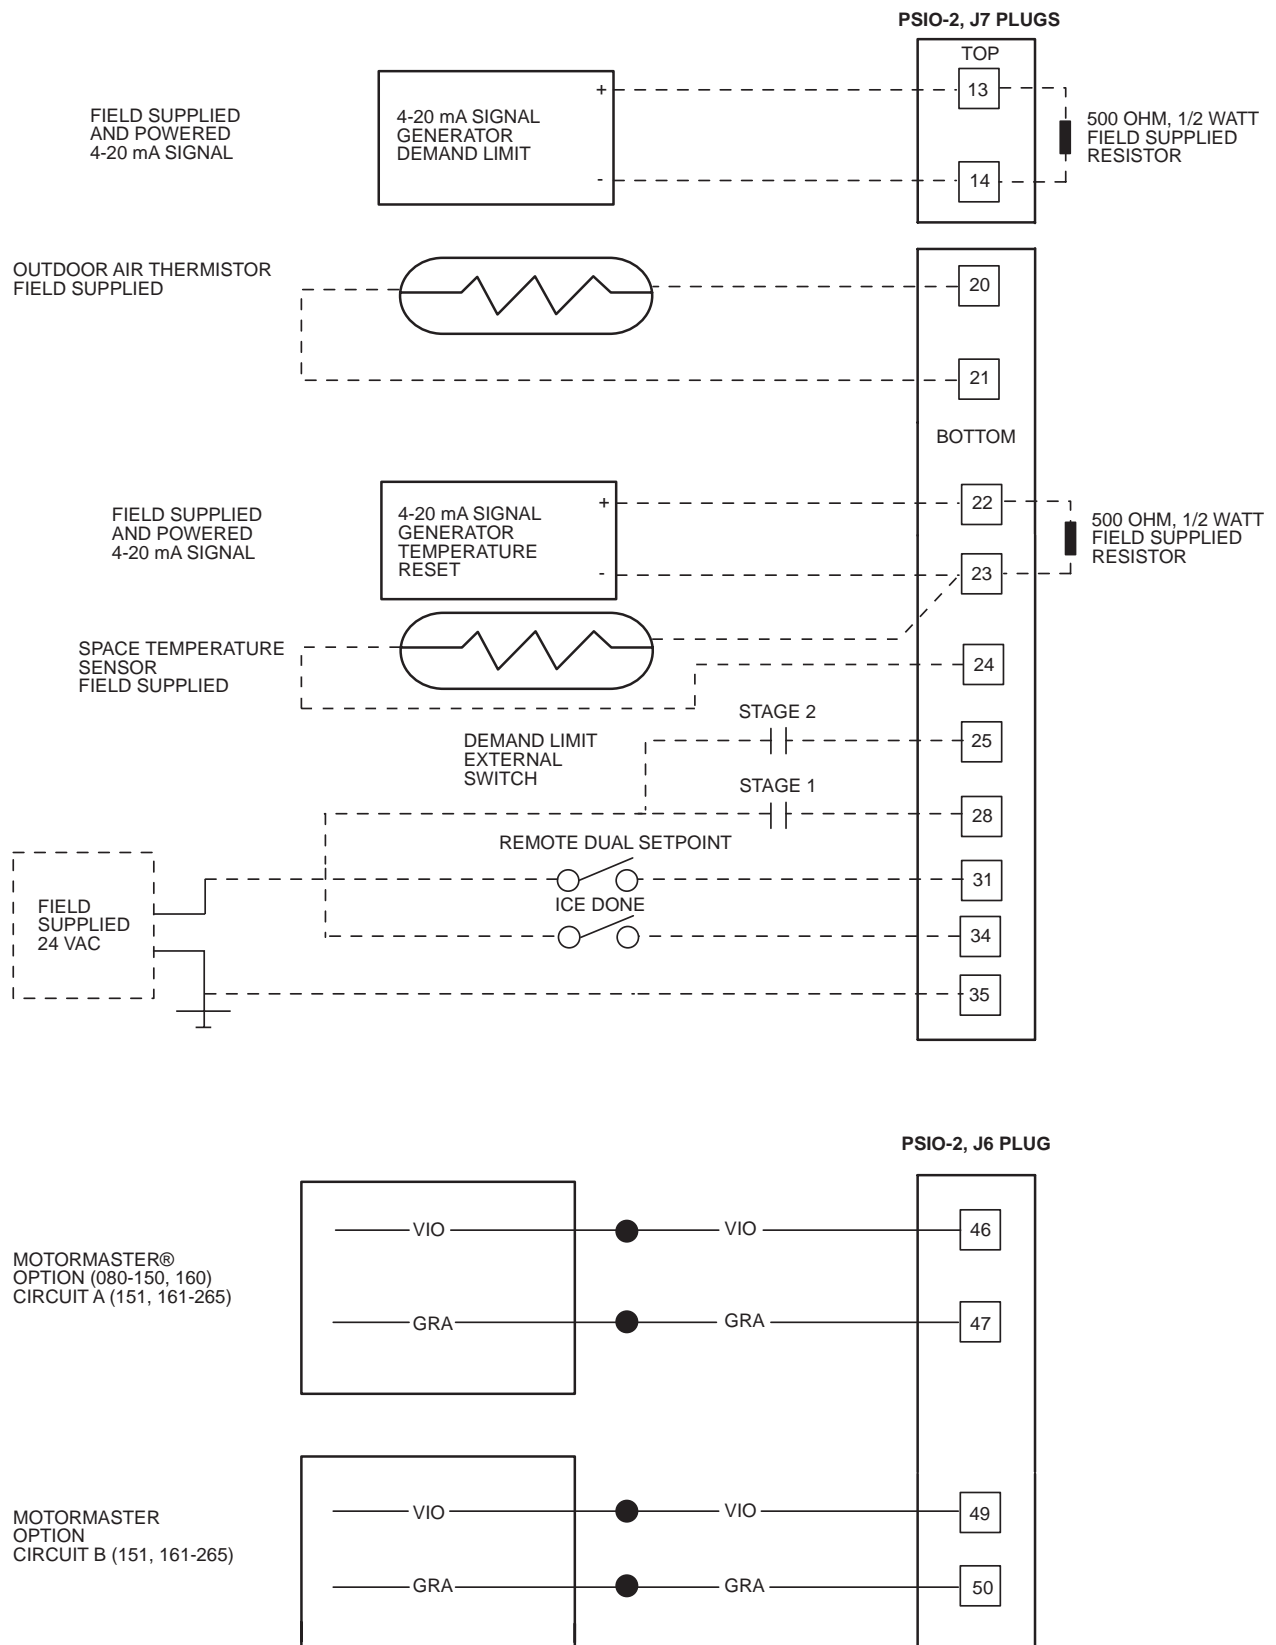 PSIO-2, J7 PLUGS
TOP
13
14
FIELD SUPPLIED
AND POWERED
4-20 mA SIGNAL
+
4-20 mA SIGNAL
GENERATOR
DEMAND LIMIT
-
500 OHM, 1/2 WATT
FIELD SUPPLIED
RESISTOR
OUTDOOR AIR THERMISTOR
FIELD SUPPLIED
20
21
BOTTOM
FIELD SUPPLIED
AND POWERED
4-20 mA SIGNAL
+
4-20 mA SIGNAL
GENERATOR
TEMPERATURE
RESET
-
22
23
500 OHM, 1/2 WATT
FIELD SUPPLIED
RESISTOR
SPACE TEMPERATURE
SENSOR
FIELD SUPPLIED
24
DEMAND LIMIT
EXTERNAL
SWITCH
STAGE 2
25
STAGE 1
28
REMOTE DUAL SETPOINT
31
ICE DONE
34
FIELD
SUPPLIED
24 VAC
35
PSIO-2, J6 PLUG
MOTORMASTER®
OPTION (080-150, 160)
CIRCUIT A (151, 161-265)
VIO VIO 46
GRA GRA 47
MOTORMASTER
OPTION
CIRCUIT B (151, 161-265)
VIO VIO 49
GRA GRA 50